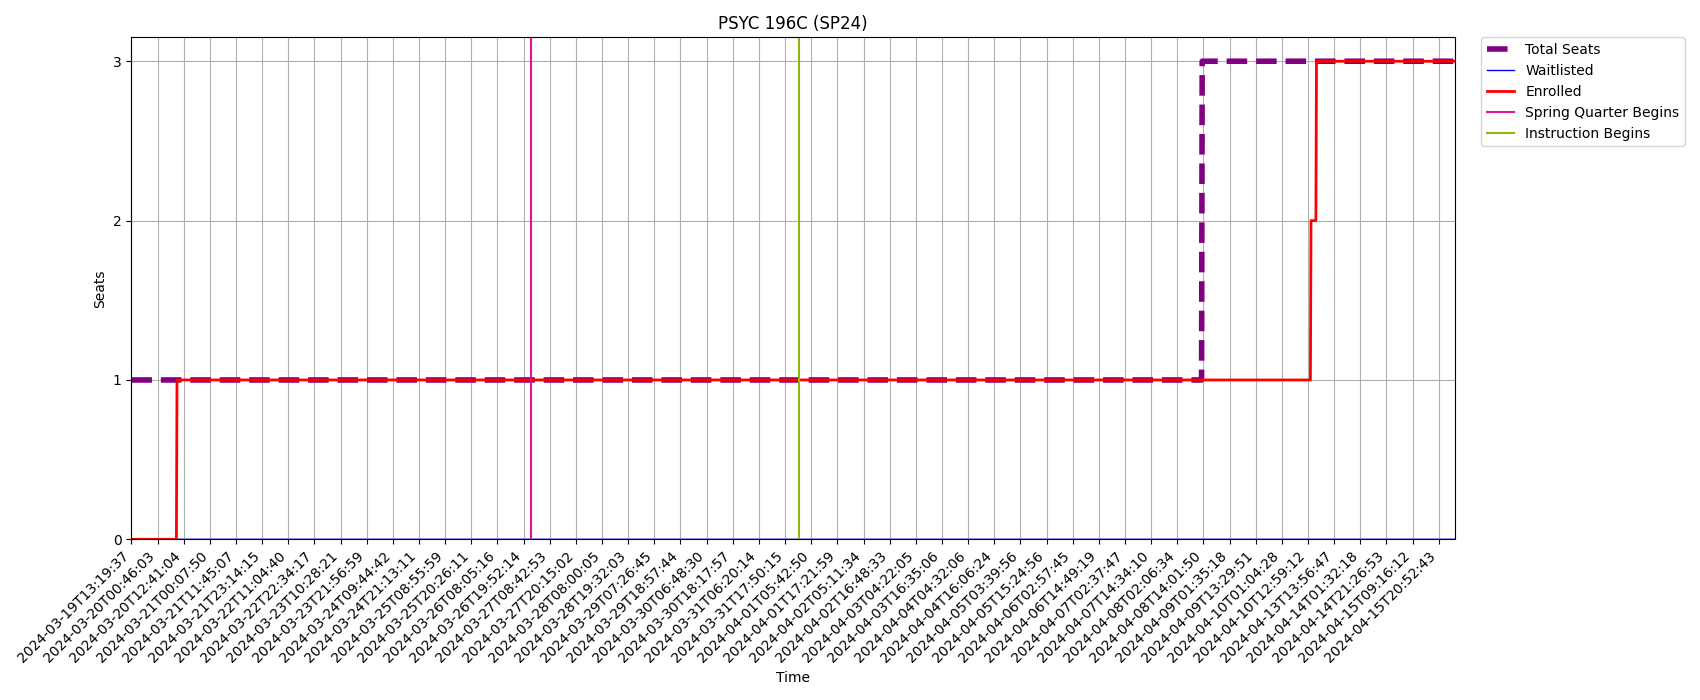 PSYC 196C (SP24)
Total Seats
Waitlisted
Enrolled
Spring Quarter Begins
Instruction Begins
Seats
3
2
1
0
2024-03-19T13:19:37
2024-03-20T00:46:03
2024-03-20T12:41:04
2024-03-21T00:07:50
2024-03-21T11:45:07
2024-03-21T23:14:15
2024-03-22T11:04:40
2024-03-22T22:34:17
2024-03-23T10:28:21
2024-03-23T21:56:59
2024-03-24T09:44:42
2024-03-24T21:13:11
2024-03-25T08:55:59
2024-03-25T20:26:11
2024-03-26T08:05:16
2024-03-26T19:52:14
2024-03-27T08:42:53
2024-03-27T20:15:02
2024-03-28T08:00:05
2024-03-28T19:32:03
2024-03-29T07:26:45
2024-03-29T18:57:44
2024-03-30T06:48:30
2024-03-30T18:17:57
2024-03-31T06:20:14
2024-03-31T17:50:15
2024-04-01T05:42:50
2024-04-01T17:21:59
2024-04-02T05:11:34
2024-04-02T16:48:33
2024-04-03T04:22:05
2024-04-03T16:35:06
2024-04-04T04:32:06
2024-04-04T16:06:24
2024-04-05T03:39:56
2024-04-05T15:24:56
2024-04-06T02:57:45
2024-04-06T14:49:19
2024-04-07T02:37:47
2024-04-07T14:34:10
2024-04-08T02:06:34
2024-04-08T14:01:50
2024-04-09T01:35:18
2024-04-09T13:29:51
2024-04-10T01:04:28
2024-04-10T12:59:12
2024-04-13T13:56:47
2024-04-14T01:32:18
2024-04-14T21:26:53
2024-04-15T09:16:12
2024-04-15T20:52:43
Time